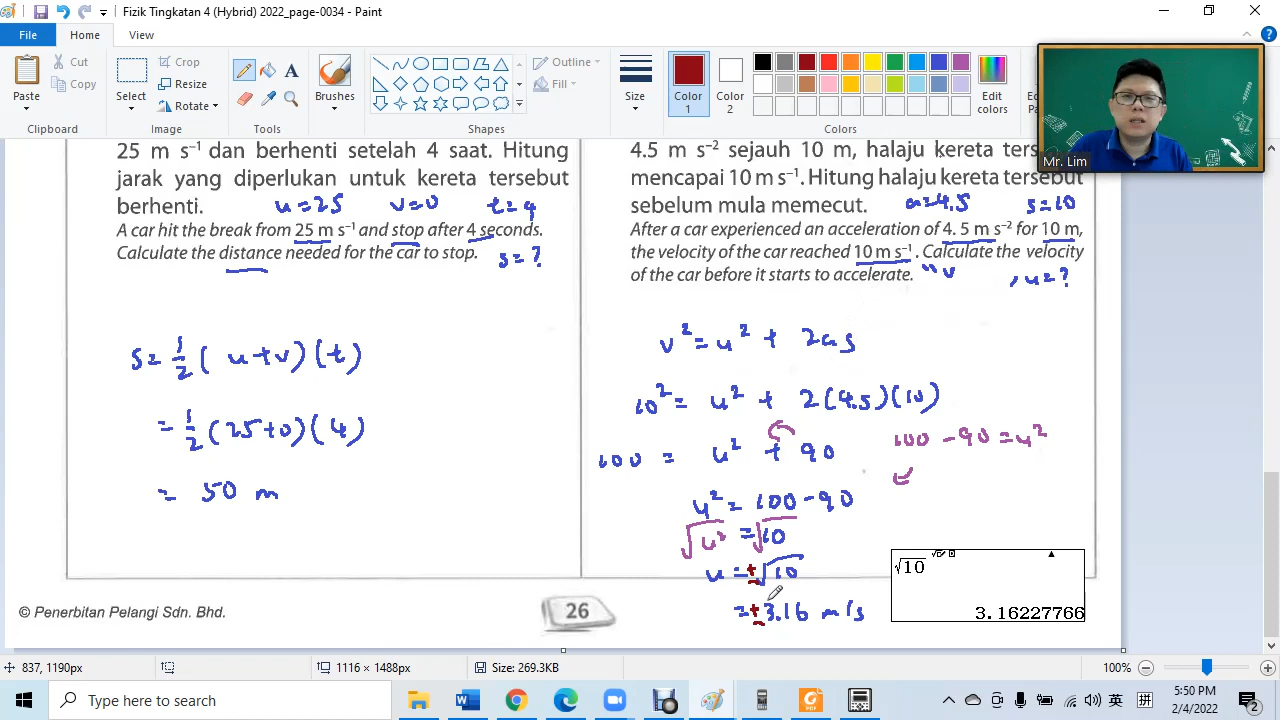 Fizik Tingkatan 4 (Hybrid) 2022_page-0034 - Paint
File Home View
Paste Cut Copy Clipboard
Select Crop Resize Rotate Image
Tools
Brushes
Outline Fill Shapes
Size
Color 1 Color 2 Edit colors Colors
Mr. Lim
25 m s⁻¹ dan berhenti setelah 4 saat. Hitung
jarak yang diperlukan untuk kereta tersebut
berhenti. u=25 v=0 t=4
A car hit the break from 25 m s⁻¹ and stop after 4 seconds.
Calculate the distance needed for the car to stop. s=?
s=½(u+v)(t)
=½(25+0)(4)
= 50 m
4.5 m s⁻² sejauh 10 m, halaju kereta
mencapai 10 m s⁻¹. Hitung halaju kereta tersebut
sebelum mula memecut. a=4.5 s=10
After a car experienced an acceleration of 4. 5 m s⁻² for 10 m,
the velocity of the car reached 10 m s⁻¹ . Calculate the velocity
of the car before it starts to accelerate. "v , u=?
v²=u² + 2as
10²= u² + 2(4.5)(10)
100 = u² + 90 100 -90=u²
u²= 100-90
√u² =√10
u=±√10
=±3.16 m/s
√10
3.16227766
© Penerbitan Pelangi Sdn. Bhd. 26
837, 1190px 1116 × 1488px Size: 269.3KB 100%
Type here to search
英 拼 5:50 PM
2/4/2022 2